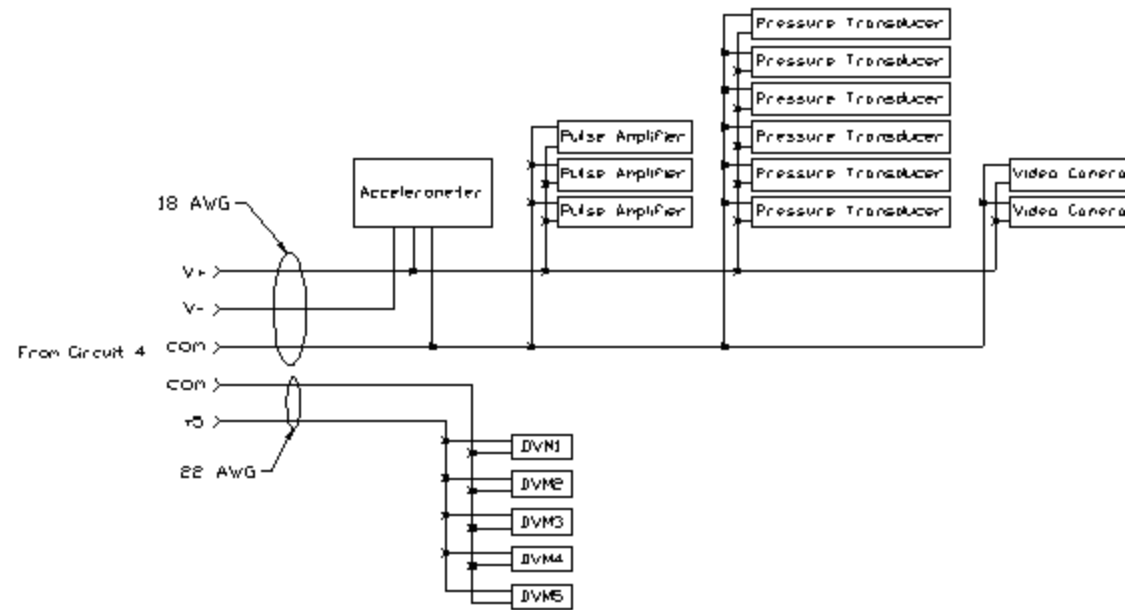 Pressure Transducer
Pressure Transducer
Pressure Transducer
Pressure Transducer
Pressure Transducer
Pressure Transducer
Pulse Amplifier
Pulse Amplifier
Pulse Amplifier
Accelerometer
Video Camera
Video Camera
18 AWG
V+
V-
From Circuit 4
COM
COM
+5
22 AWG
DVM1
DVM2
DVM3
DVM4
DVM5